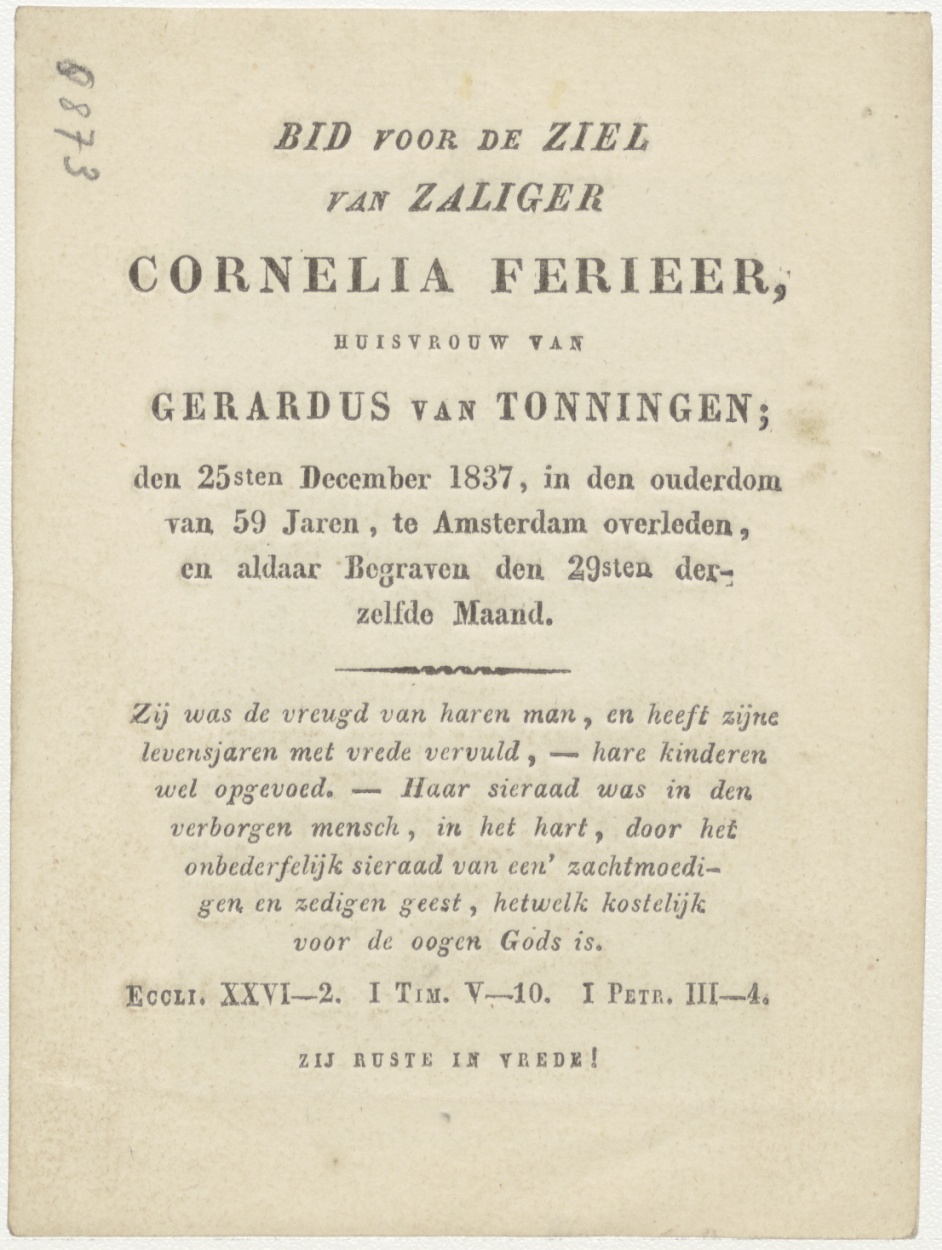 0873
BID VOOR DE ZIEL
VAN ZALIGER
CORNELIA FERIEER,
HUISVROUW VAN
GERARDUS VAN TONNINGEN;
den 25sten December 1837, in den ouderdom
van 59 Jaren, te Amsterdam overleden,
en aldaar Begraven den 29sten der-
zelfde Maand.
Zij was de vreugd van haren man, en heeft zijne
levensjaren met vrede vervuld, — hare kinderen
wel opgevoed. — Haar sieraad was in den
verborgen mensch, in het hart, door het
onbederfelijk sieraad van een' zachtmoedi-
gen en zedigen geest, hetwelk kostelijk
voor de oogen Gods is.
ECCLI. XXVI—2. I TIM. V—10. I PETR. III—4.
ZIJ RUSTE IN VREDE!